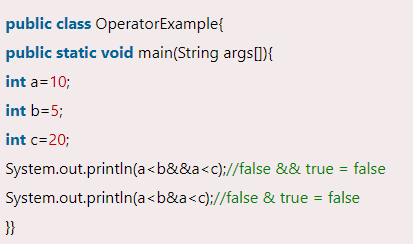 public class OperatorExample{
public static void main(String args[]){
int a=10;
int b=5;
int c=20;
System.out.println(a<b&&a<c);//false && true = false
System.out.println(a<b&a<c);//false & true = false
}}